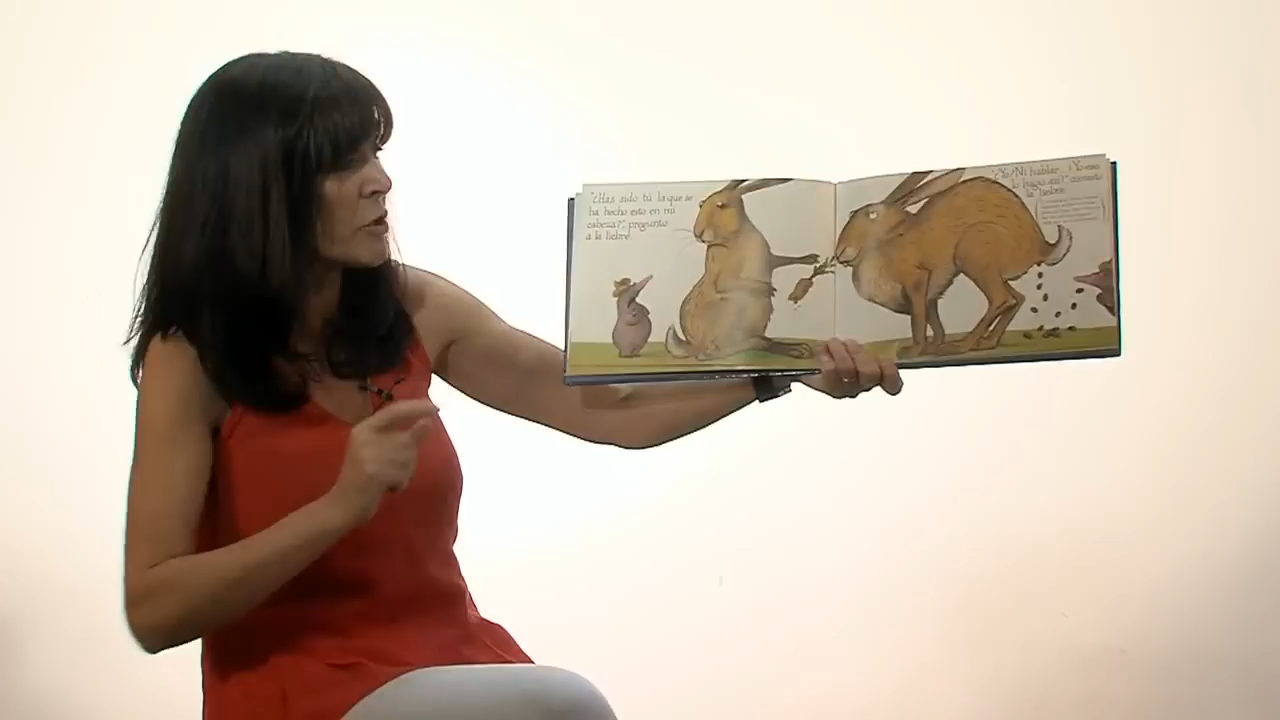 "¿Has sido tú la que se
ha hecho esto en mi
cabeza?", preguntó
a la liebre.
"¿Yo? ¡Ni hablar! ¡Yo eso
lo hago así!", contestó
la liebre